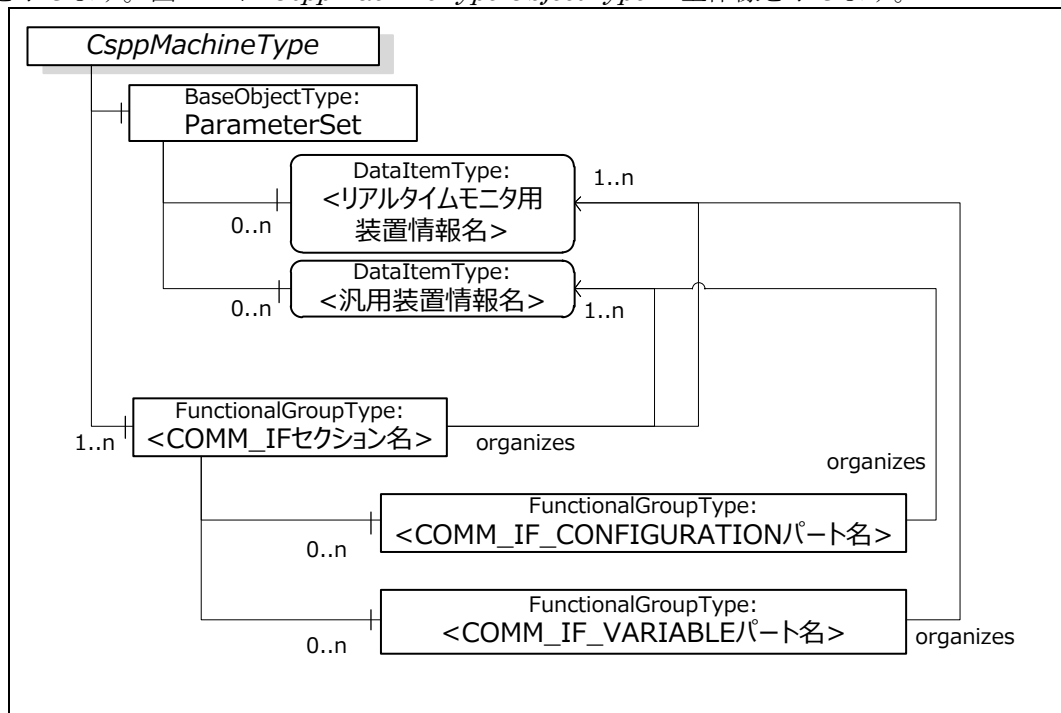 CsppMachineType
BaseObjectType:
ParameterSet
DataItemType:
<リアルタイムモニタ用
装置情報名>
1..n
0..n
DataItemType:
<汎用装置情報名>
0..n
1..n
FunctionalGroupType:
<COMM_IFセクション名>
1..n
organizes
organizes
FunctionalGroupType:
<COMM_IF_CONFIGURATIONパート名>
0..n
FunctionalGroupType:
<COMM_IF_VARIABLEパート名>
organizes
0..n